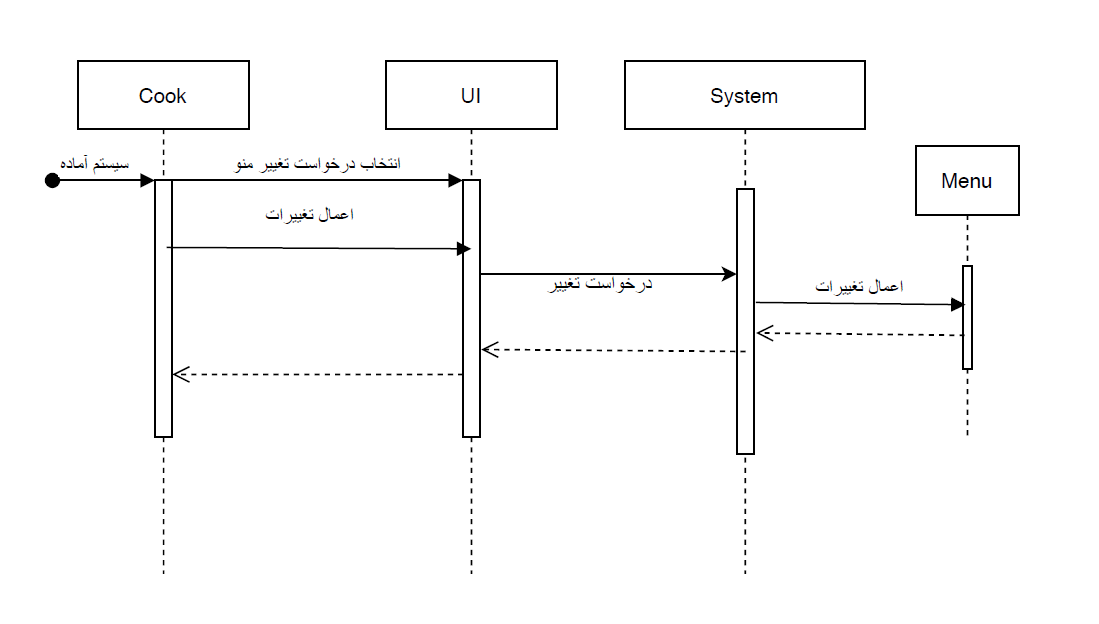 Cook
UI
System
Menu
سیستم آماده
انتخاب درخواست تغییر منو
اعمال تغییرات
درخواست تغییر
اعمال تغییرات